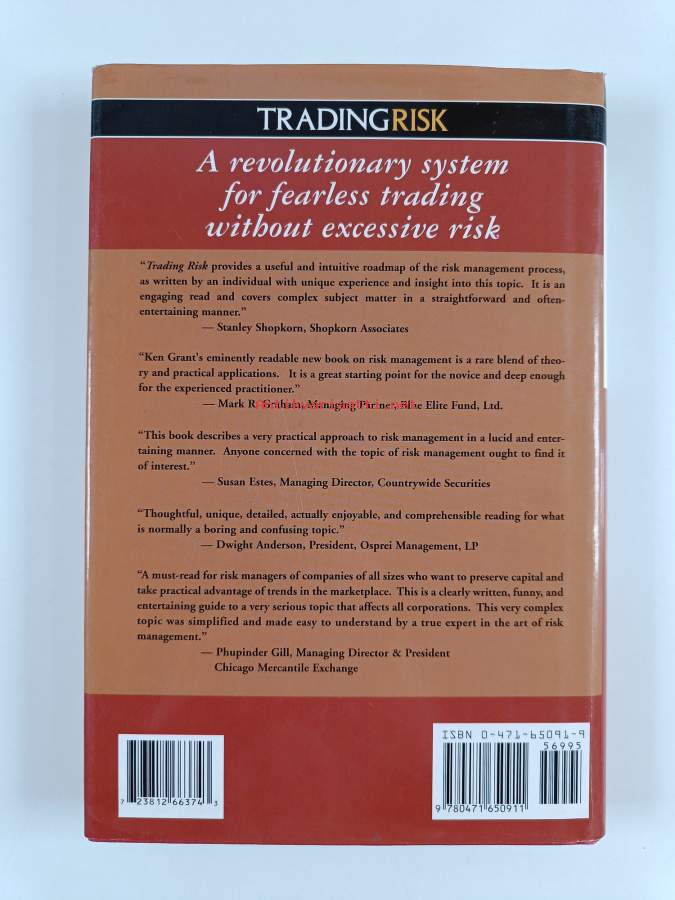 TRADINGRISK
A revolutionary system
for fearless trading
without excessive risk
“Trading Risk provides a useful and intuitive roadmap of the risk management process,
as written by an individual with unique experience and insight into this topic. It is an
engaging read and covers complex subject matter in a straightforward and often-
entertaining manner.”
— Stanley Shopkorn, Shopkorn Associates
“Ken Grant's eminently readable new book on risk management is a rare blend of theo-
ry and practical applications. It is a great starting point for the novice and deep enough
for the experienced practitioner.”
— Mark R. Managing Elite Fund, Ltd.
“This book describes a very practical approach to risk management in a lucid and enter-
taining manner. Anyone concerned with the topic of risk management ought to find it
of interest.”
— Susan Estes, Managing Director, Countrywide Securities
“Thoughtful, unique, detailed, actually enjoyable, and comprehensible reading for what
is normally a boring and confusing topic.”
— Dwight Anderson, President, Osprei Management, LP
“A must-read for risk managers of companies of all sizes who want to preserve capital and
take practical advantage of trends in the marketplace. This is a clearly written, funny, and
entertaining guide to a very serious topic that affects all corporations. This very complex
topic was simplified and made easy to understand by a true expert in the art of risk
management.”
— Phupinder Gill, Managing Director & President
Chicago Mercantile Exchange
ISBN 0-471-65091-9
56995
7 23812 66374 3
9 780471 650911